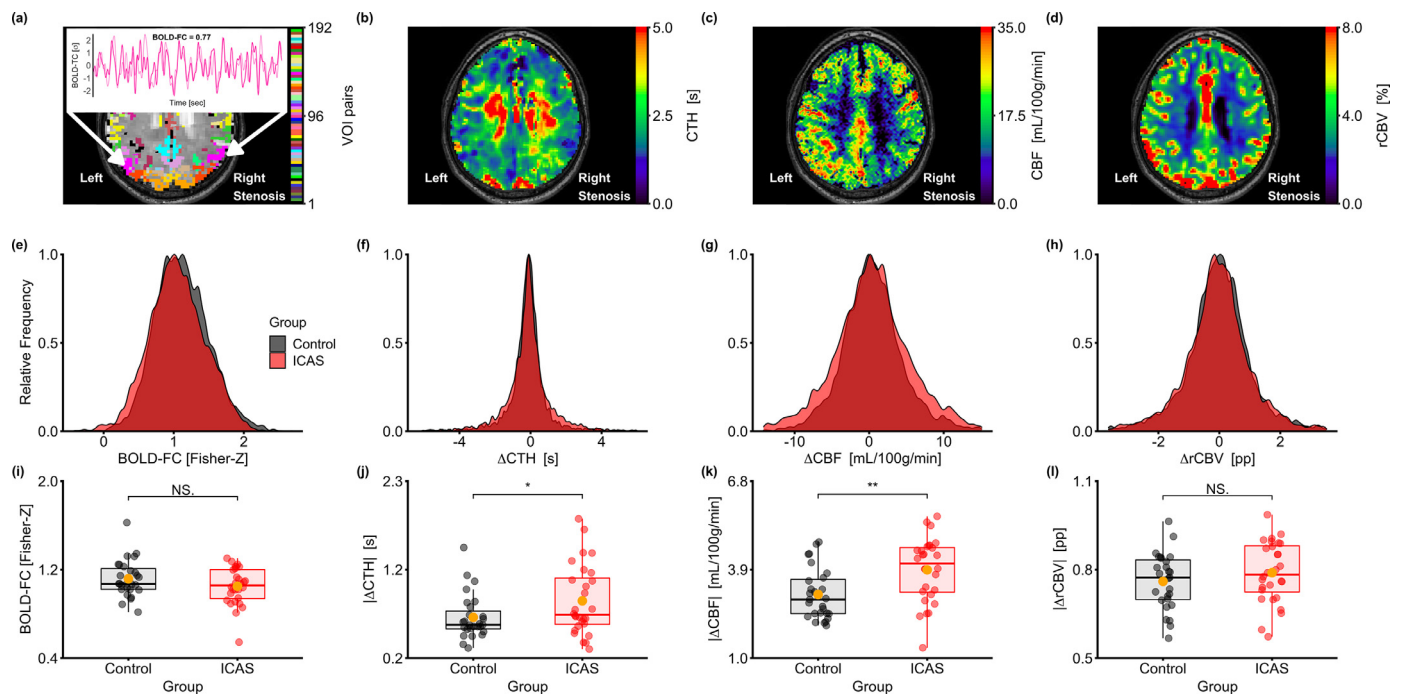 (a)
BOLD-FC = 0.77
BOLD-TC [σ]
2
1
0
-1
-2
Time [sec]
Left
Right
Stenosis
192
96
1
VOI pairs
(b)
Left
Right
Stenosis
5.0
2.5
0.0
CTH [s]
(c)
Left
Right
Stenosis
35.0
17.5
0.0
CBF [mL/100g/min]
(d)
Left
Right
Stenosis
8.0
4.0
0.0
rCBV [%]
(e)
Relative Frequency
1.0
0.5
0.0
0 1 2
BOLD-FC [Fisher-Z]
Group
Control
ICAS
(f)
1.0
0.5
0.0
-4 0 4
ΔCTH [s]
(g)
1.0
0.5
0.0
-10 0 10
ΔCBF [mL/100g/min]
(h)
1.0
0.5
0.0
-2 0 2
ΔrCBV [pp]
(i)
BOLD-FC [Fisher-Z]
2.0
1.2
0.4
NS.
Control ICAS
Group
(j)
|ΔCTH| [s]
2.3
1.2
0.2
*
Control ICAS
Group
(k)
|ΔCBF| [mL/100g/min]
6.8
3.9
1.0
**
Control ICAS
Group
(l)
|ΔrCBV| [pp]
1.1
0.8
0.5
NS.
Control ICAS
Group